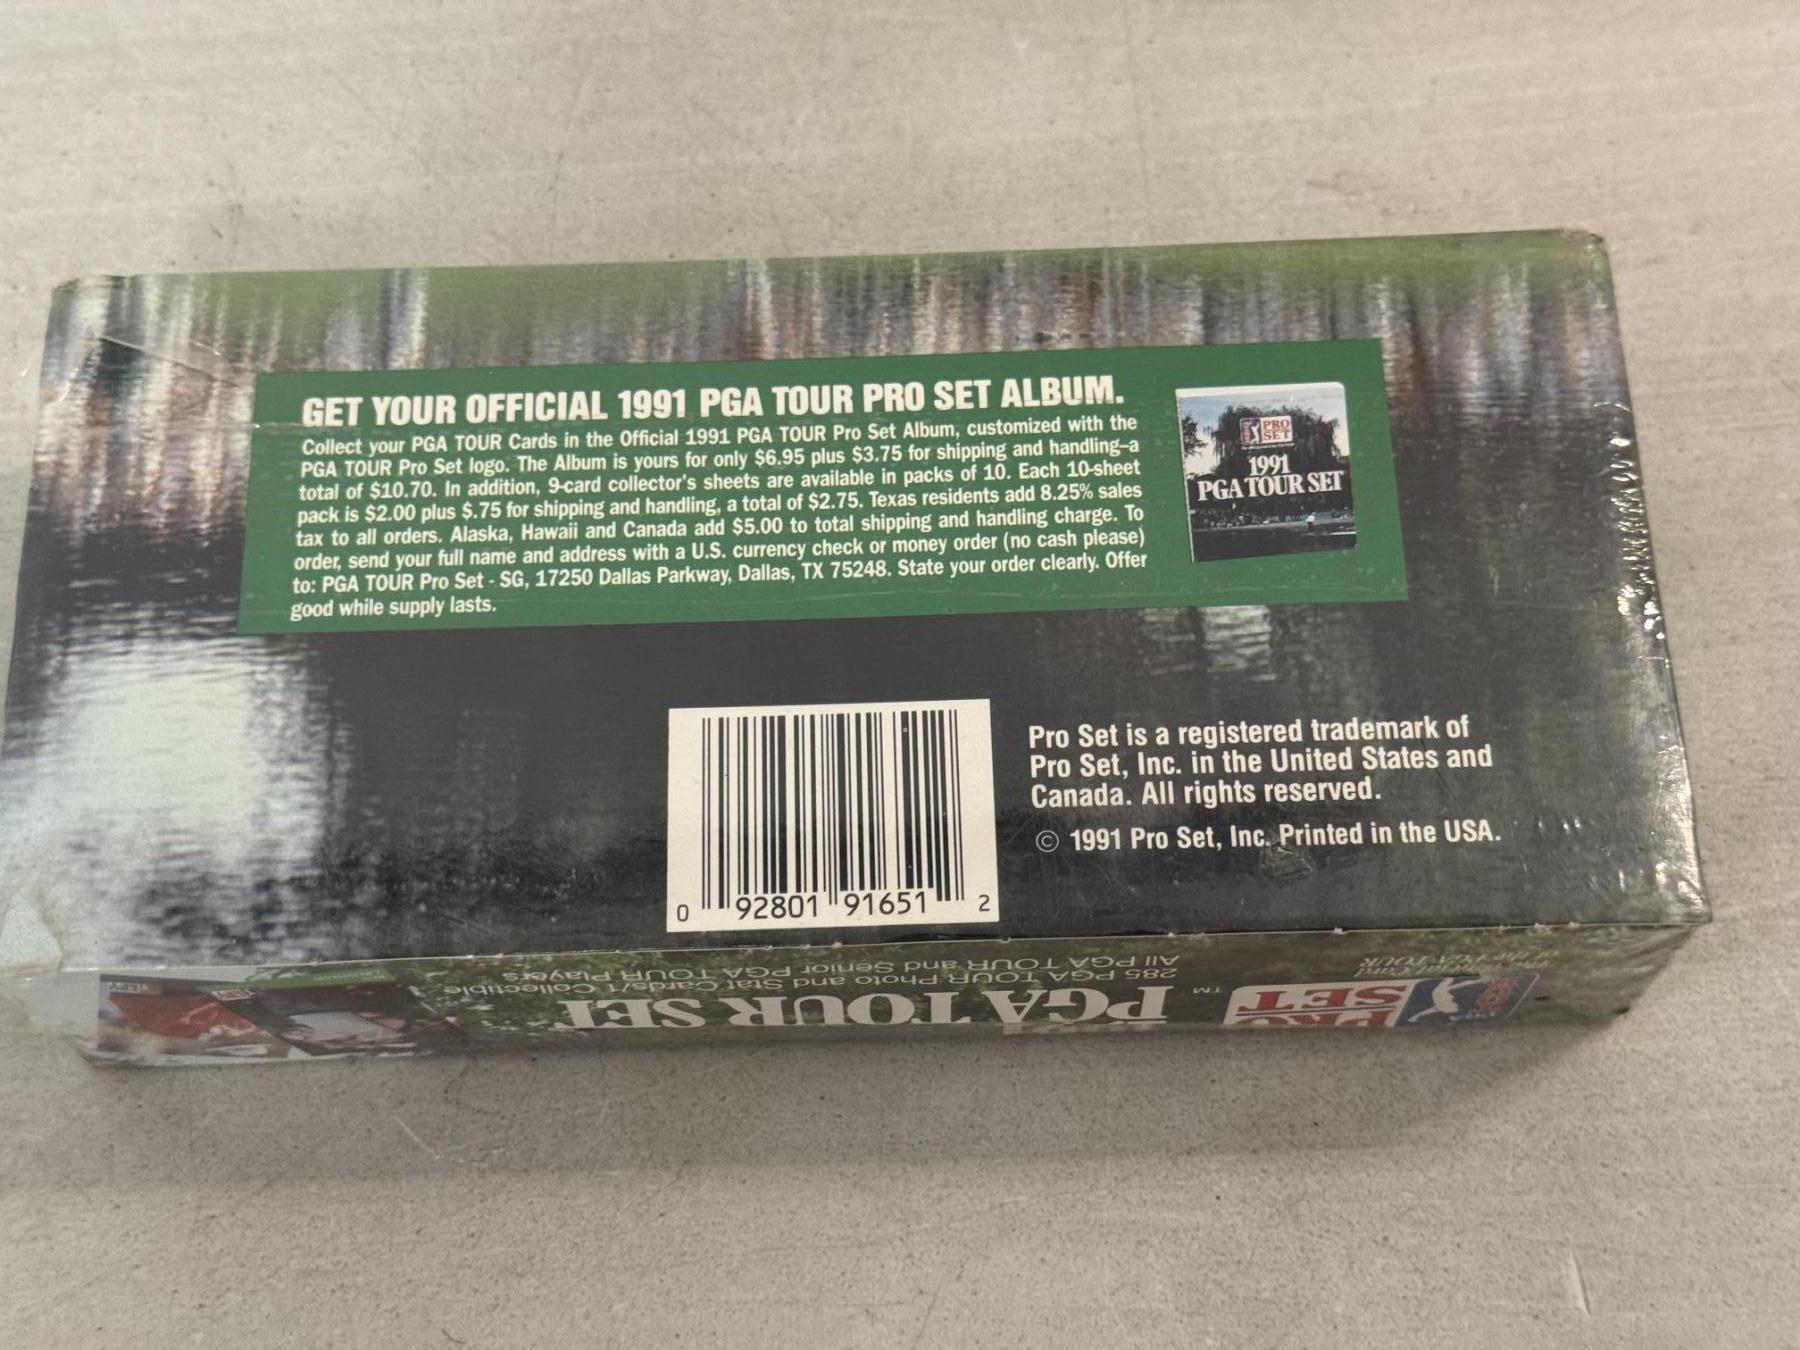 GET YOUR OFFICIAL 1991 PGA TOUR PRO SET ALBUM.
Collect your PGA TOUR Cards in the Official 1991 PGA TOUR Pro Set Album, customized with the
PGA TOUR Pro Set logo. The Album is yours for only $6.95 plus $3.75 for shipping and handling–a
total of $10.70. In addition, 9-card collector's sheets are available in packs of 10. Each 10-sheet
pack is $2.00 plus $.75 for shipping and handling, a total of $2.75. Texas residents add 8.25% sales
tax to all orders. Alaska, Hawaii and Canada add $5.00 to total shipping and handling charge. To
order, send your full name and address with a U.S. currency check or money order (no cash please)
to: PGA TOUR Pro Set - SG, 17250 Dallas Parkway, Dallas, TX 75248. State your order clearly. Offer
good while supply lasts.
PRO
SET
1991
PGA TOUR SET
0 92801 91651 2
Pro Set is a registered trademark of
Pro Set, Inc. in the United States and
Canada. All rights reserved.
© 1991 Pro Set, Inc. Printed in the USA.
PRO
SET
PGA TOUR SET
™
285 PGA TOUR Photo and Stat Cards/1 Collectible
All PGA TOUR and Senior PGA TOUR Players
Card
of the PGA TOUR